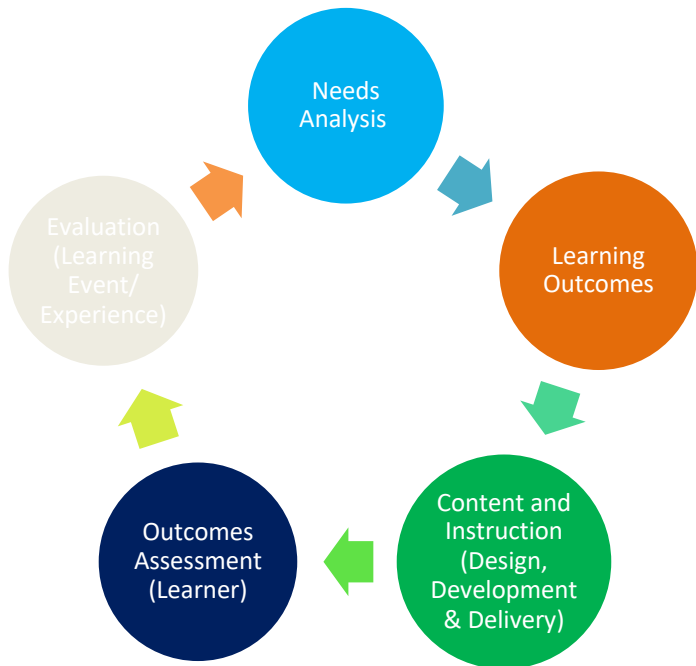 Needs
Analysis
Learning
Outcomes
Content and
Instruction
(Design,
Development
& Delivery)
Outcomes
Assessment
(Learner)
Evaluation
(Learning
Event/
Experience)